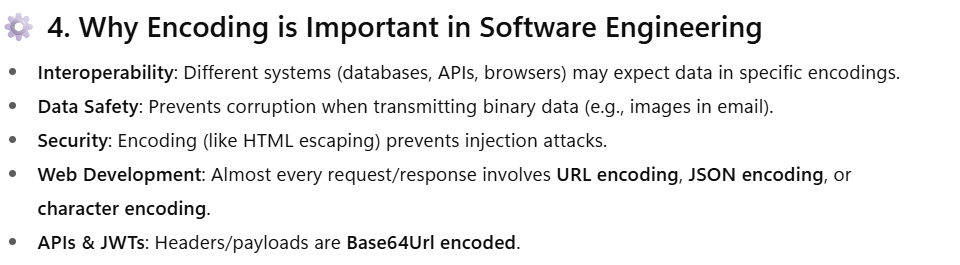 4. Why Encoding is Important in Software Engineering
• Interoperability: Different systems (databases, APIs, browsers) may expect data in specific encodings.
• Data Safety: Prevents corruption when transmitting binary data (e.g., images in email).
• Security: Encoding (like HTML escaping) prevents injection attacks.
• Web Development: Almost every request/response involves URL encoding, JSON encoding, or
character encoding.
• APIs & JWTs: Headers/payloads are Base64Url encoded.